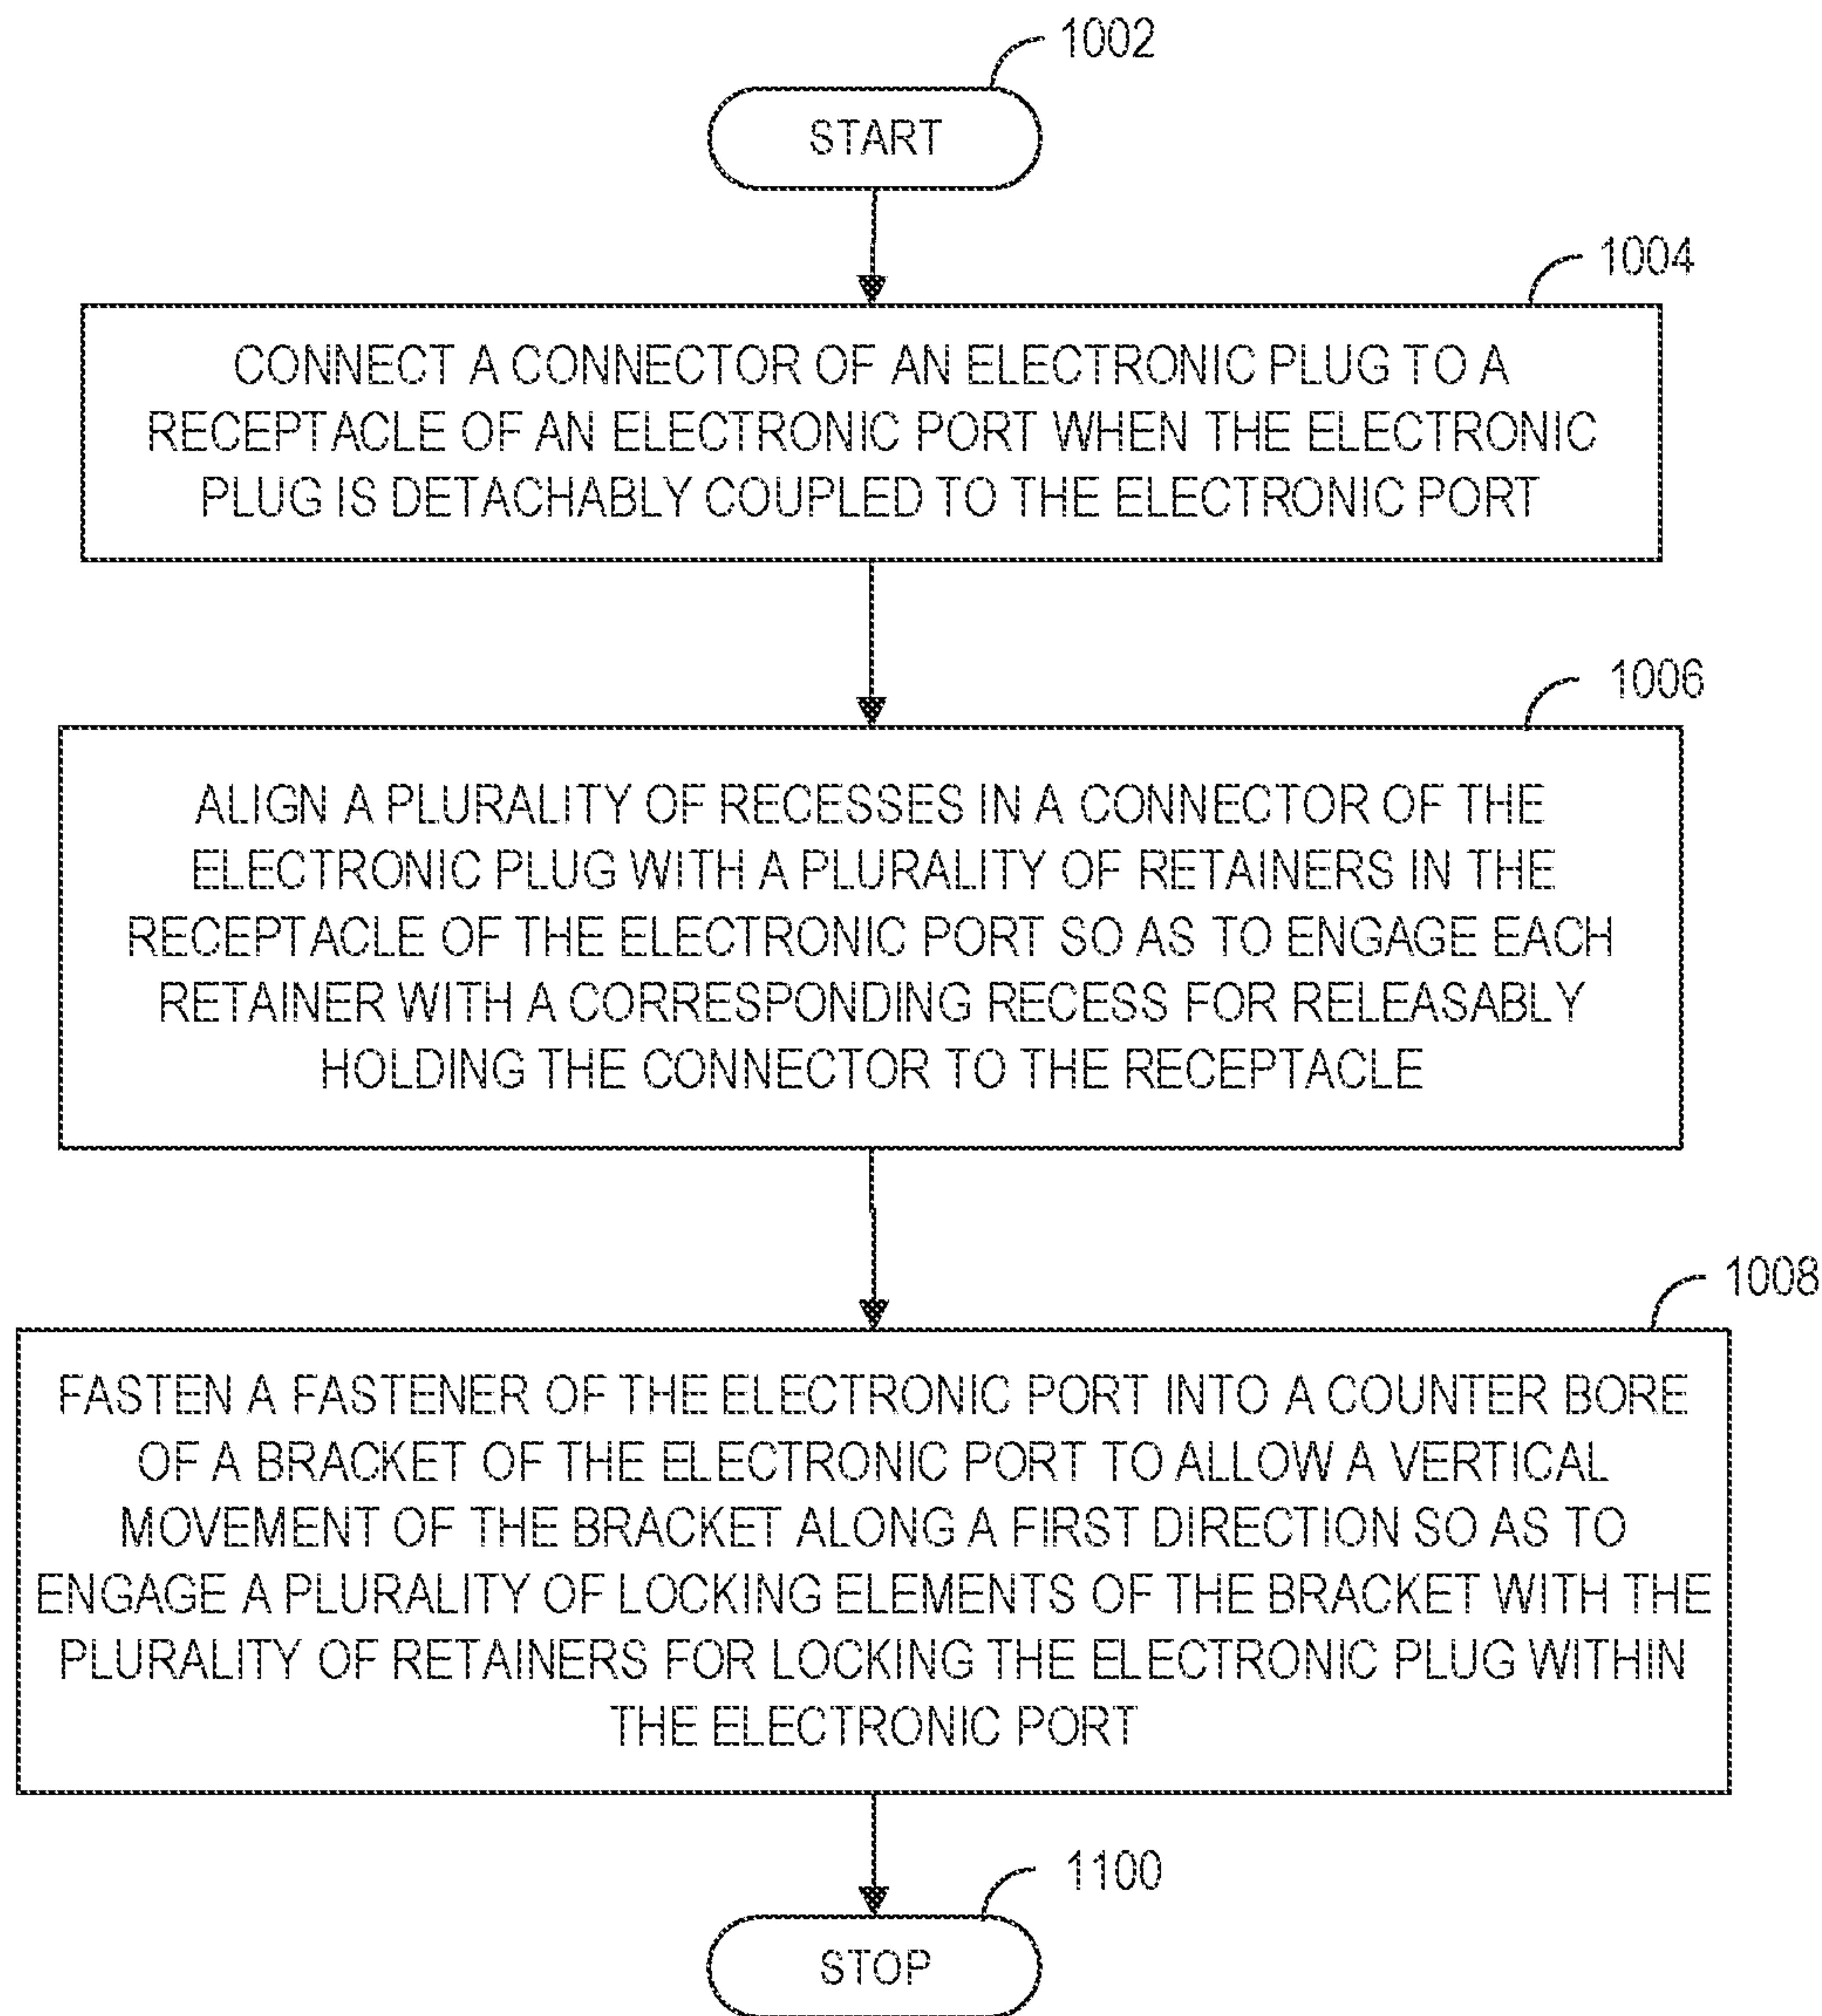 1002
START
1004
CONNECT A CONNECTOR OF AN ELECTRONIC PLUG TO A
RECEPTACLE OF AN ELECTRONIC PORT WHEN THE ELECTRONIC
PLUG IS DETACHABLY COUPLED TO THE ELECTRONIC PORT
1006
ALIGN A PLURALITY OF RECESSES IN A CONNECTOR OF THE
ELECTRONIC PLUG WITH A PLURALITY OF RETAINERS IN THE
RECEPTACLE OF THE ELECTRONIC PORT SO AS TO ENGAGE EACH
RETAINER WITH A CORRESPONDING RECESS FOR RELEASABLY
HOLDING THE CONNECTOR TO THE RECEPTACLE
1008
FASTEN A FASTENER OF THE ELECTRONIC PORT INTO A COUNTER BORE
OF A BRACKET OF THE ELECTRONIC PORT TO ALLOW A VERTICAL
MOVEMENT OF THE BRACKET ALONG A FIRST DIRECTION SO AS TO
ENGAGE A PLURALITY OF LOCKING ELEMENTS OF THE BRACKET WITH THE
PLURALITY OF RETAINERS FOR LOCKING THE ELECTRONIC PLUG WITHIN
THE ELECTRONIC PORT
1100
STOP